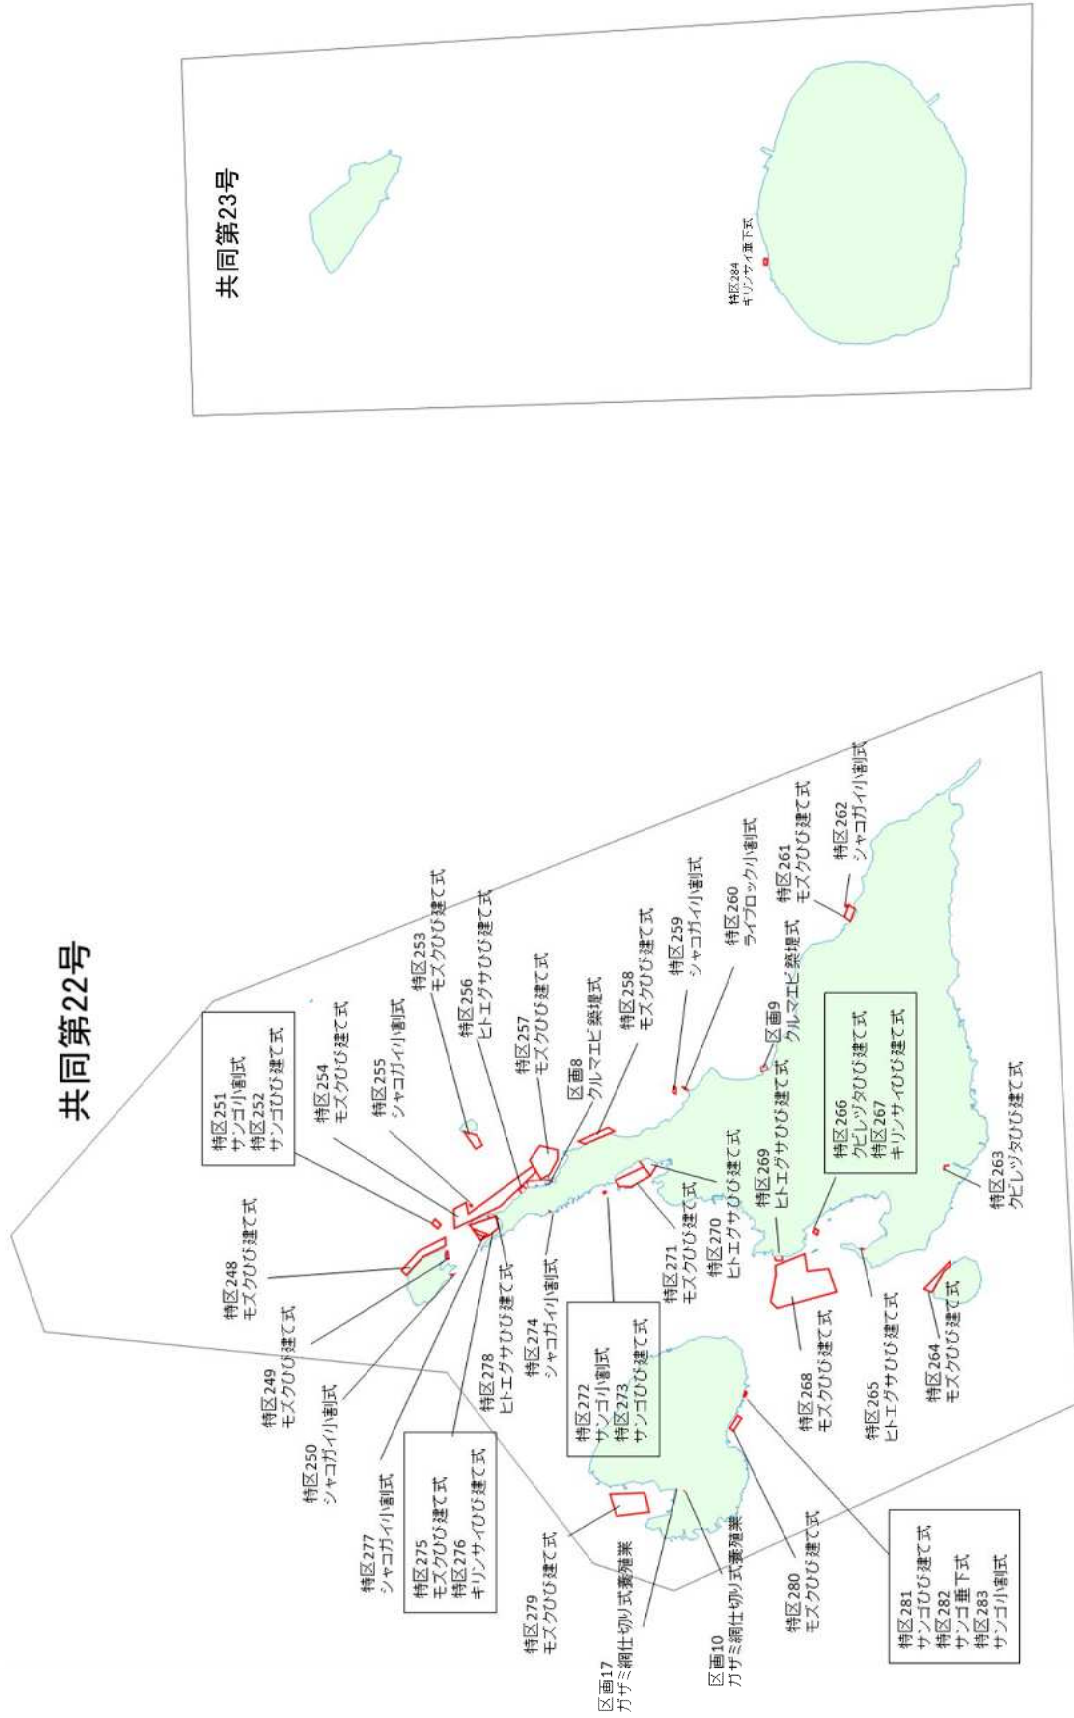 共同第22号
特区251
サンゴ小割式
特区252
サンゴひび建て式
特区254
モズクひび建て式
特区255
シャコガイ小割式
特区253
モズクひび建て式
特区256
ヒトエグサひび建て式
特区257
モズクひび建て式
区画8
クルマエビ築堤式
特区258
モズクひび建て式
特区259
シャコガイ小割式
特区260
ライブロック小割式
区画9
クルマエビ築堤式
特区261
モズクひび建て式
特区262
シャコガイ小割式
特区248
モズクひび建て式
特区249
モズクひび建て式
特区250
シャコガイ小割式
特区277
シャコガイ小割式
特区275
モズクひび建て式
特区276
キリンサイひび建て式
特区278
ヒトエグサひび建て式
特区274
シャコガイ小割式
特区272
サンゴ小割式
特区273
サンゴひび建て式
特区271
モズクひび建て式
特区270
ヒトエグサひび建て式
特区269
ヒトエグサひび建て式
特区266
クビレヅタひび建て式
特区267
キリンサイひび建て式
特区263
クビレヅタひび建て式
特区268
モズクひび建て式
特区265
ヒトエグサひび建て式
特区264
モズクひび建て式
特区279
モズクひび建て式
区画17
ガザミ網仕切り式養殖業
区画10
ガザミ網仕切り式養殖業
特区280
モズクひび建て式
特区281
サンゴひび建て式
特区282
サンゴ垂下式
特区283
サンゴ小割式
共同第23号
特区284
キリンサイ垂下式